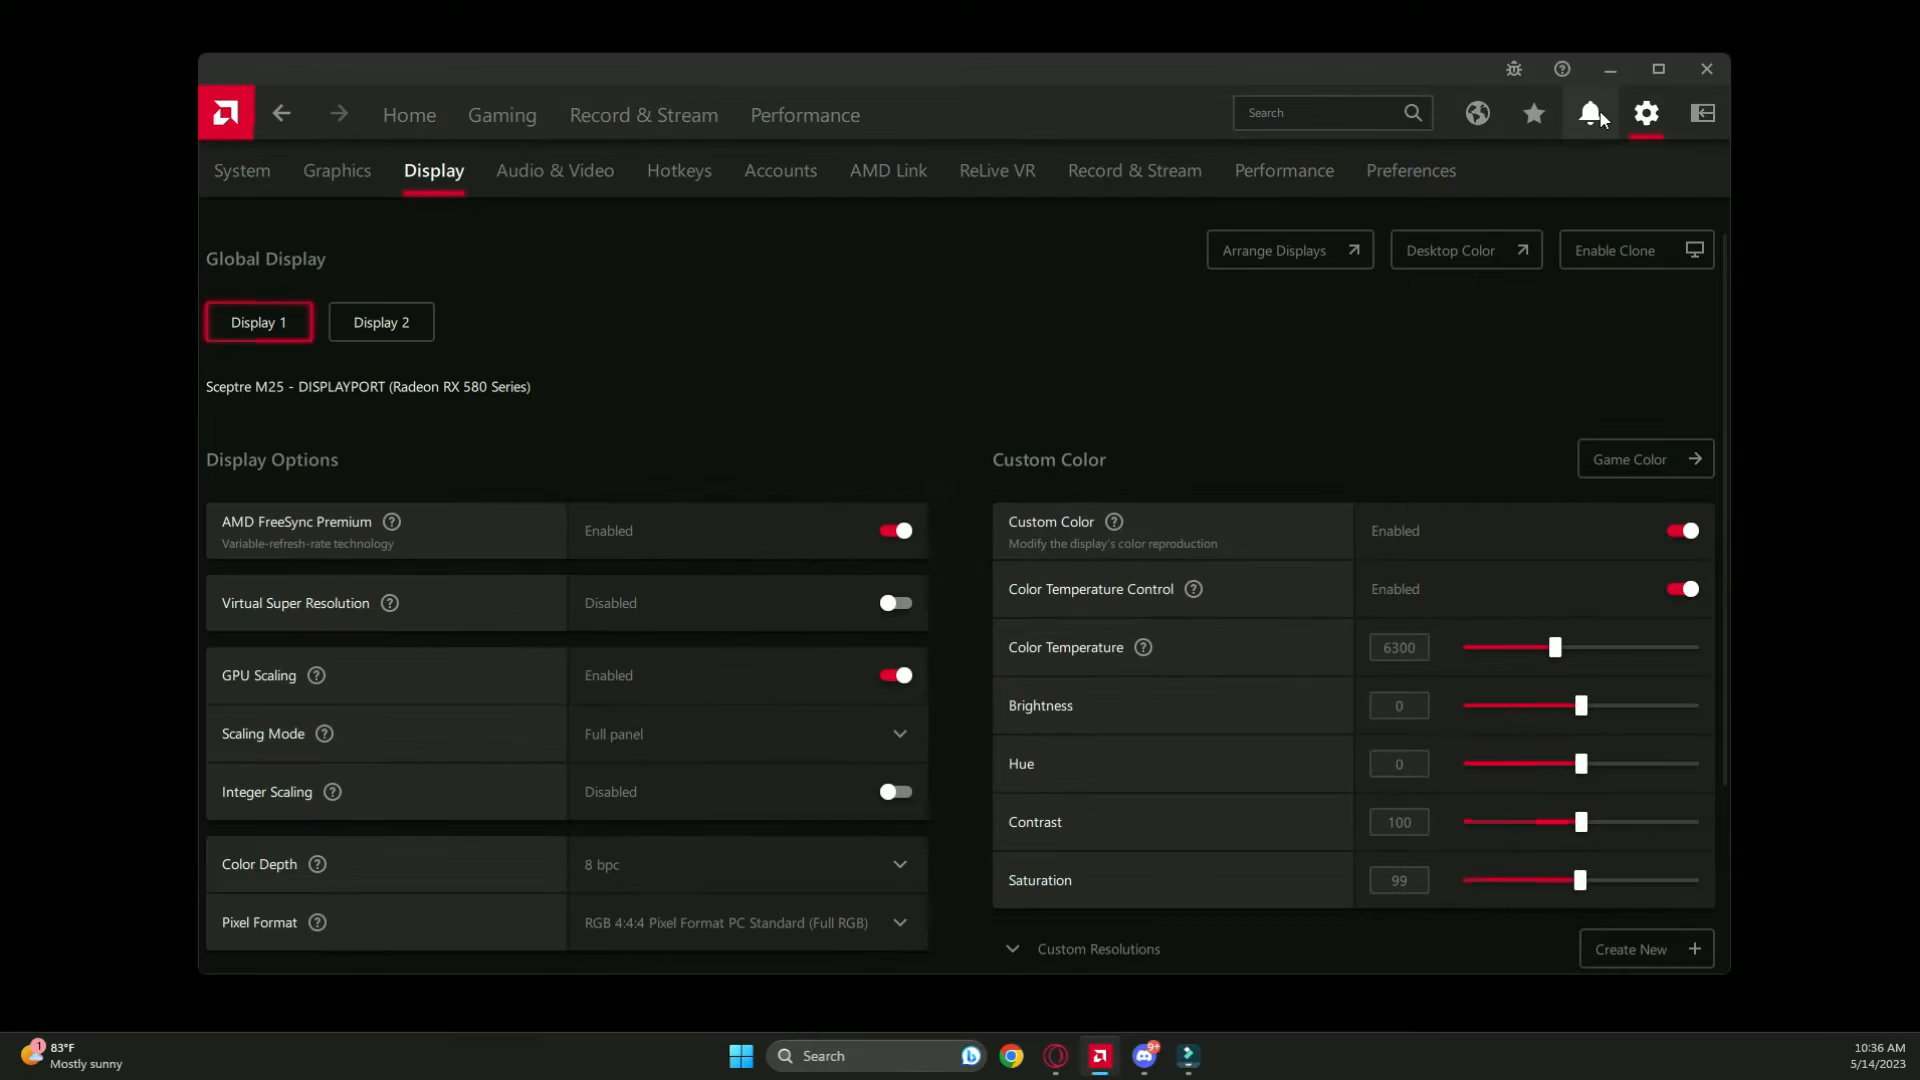 Home Gaming Record & Stream Performance Search
System Graphics Display Audio & Video Hotkeys Accounts AMD Link ReLive VR Record & Stream Performance Preferences
Global Display
Arrange Displays Desktop Color Enable Clone
Display 1 Display 2
Sceptre M25 - DISPLAYPORT (Radeon RX 580 Series)
Display Options
AMD FreeSync Premium Enabled
Variable-refresh-rate technology
Virtual Super Resolution Disabled
GPU Scaling Enabled
Scaling Mode Full panel
Integer Scaling Disabled
Color Depth 8 bpc
Pixel Format RGB 4:4:4 Pixel Format PC Standard (Full RGB)
Custom Color
Game Color
Custom Color Enabled
Modify the display's color reproduction
Color Temperature Control Enabled
Color Temperature 6300
Brightness 0
Hue 0
Contrast 100
Saturation 99
Custom Resolutions Create New
1
83°F
Mostly sunny
Search
9+
10:36 AM
5/14/2023